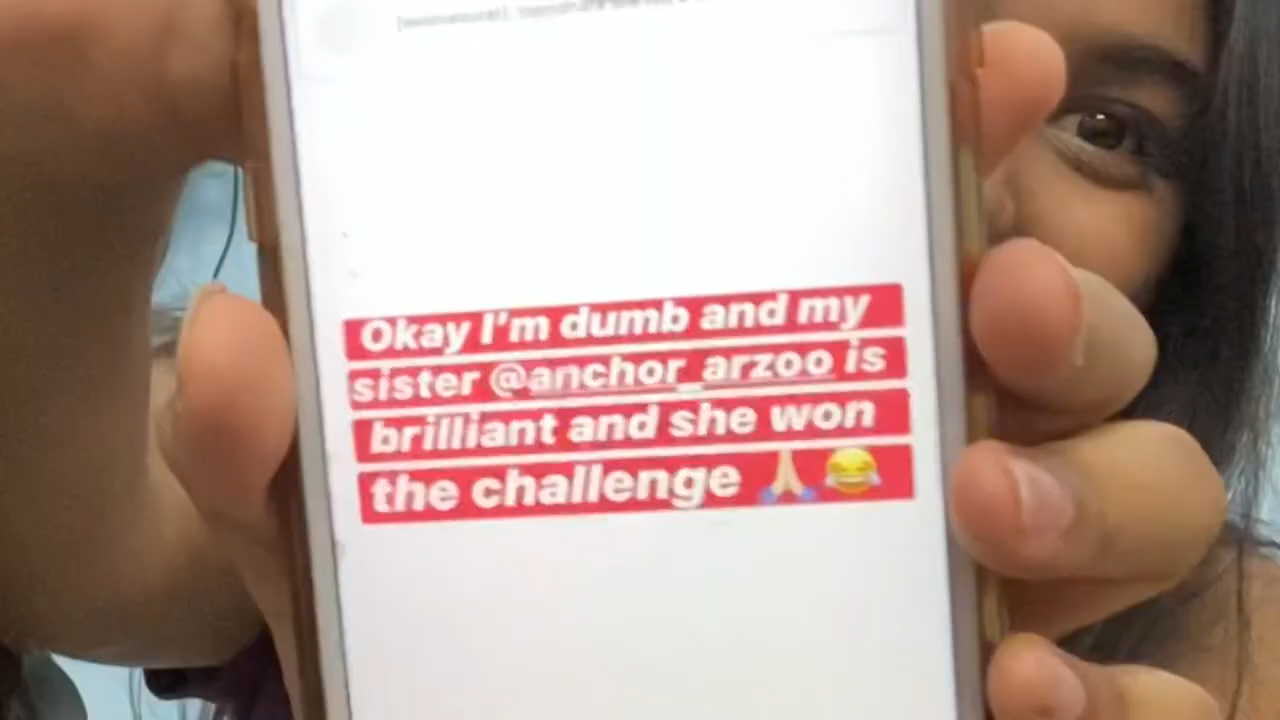 Okay I'm dumb and my
sister @anchor_arzoo is
brilliant and she won
the challenge 🙏🏼😂